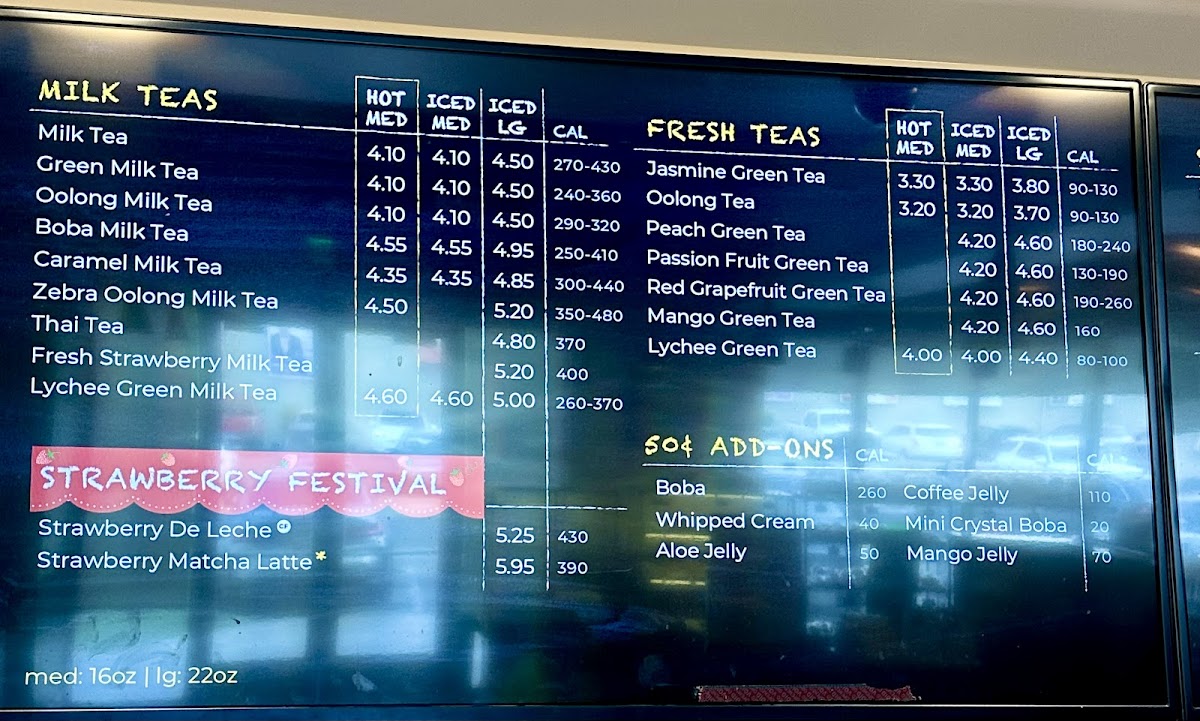 MILK TEAS HOT MED ICED MED ICED LG CAL
Milk Tea 4.10 4.10 4.50 270-430
Green Milk Tea 4.10 4.10 4.50 240-360
Oolong Milk Tea 4.10 4.10 4.50 290-320
Boba Milk Tea 4.55 4.55 4.95 250-410
Caramel Milk Tea 4.35 4.35 4.85 300-440
Zebra Oolong Milk Tea 4.50 5.20 350-480
Thai Tea 4.80 370
Fresh Strawberry Milk Tea 5.20 400
Lychee Green Milk Tea 4.60 4.60 5.00 260-370
STRAWBERRY FESTIVAL
Strawberry De Leche CF 5.25 430
Strawberry Matcha Latte* 5.95 390
med: 16oz | lg: 22oz
FRESH TEAS HOT MED ICED MED ICED LG CAL
Jasmine Green Tea 3.30 3.30 3.80 90-130
Oolong Tea 3.20 3.20 3.70 90-130
Peach Green Tea 4.20 4.60 180-240
Passion Fruit Green Tea 4.20 4.60 130-190
Red Grapefruit Green Tea 4.20 4.60 190-260
Mango Green Tea 4.20 4.60 160
Lychee Green Tea 4.00 4.00 4.40 80-100
50¢ ADD-ONS CAL CAL
Boba 260 Coffee Jelly 110
Whipped Cream 40 Mini Crystal Boba 20
Aloe Jelly 50 Mango Jelly 70